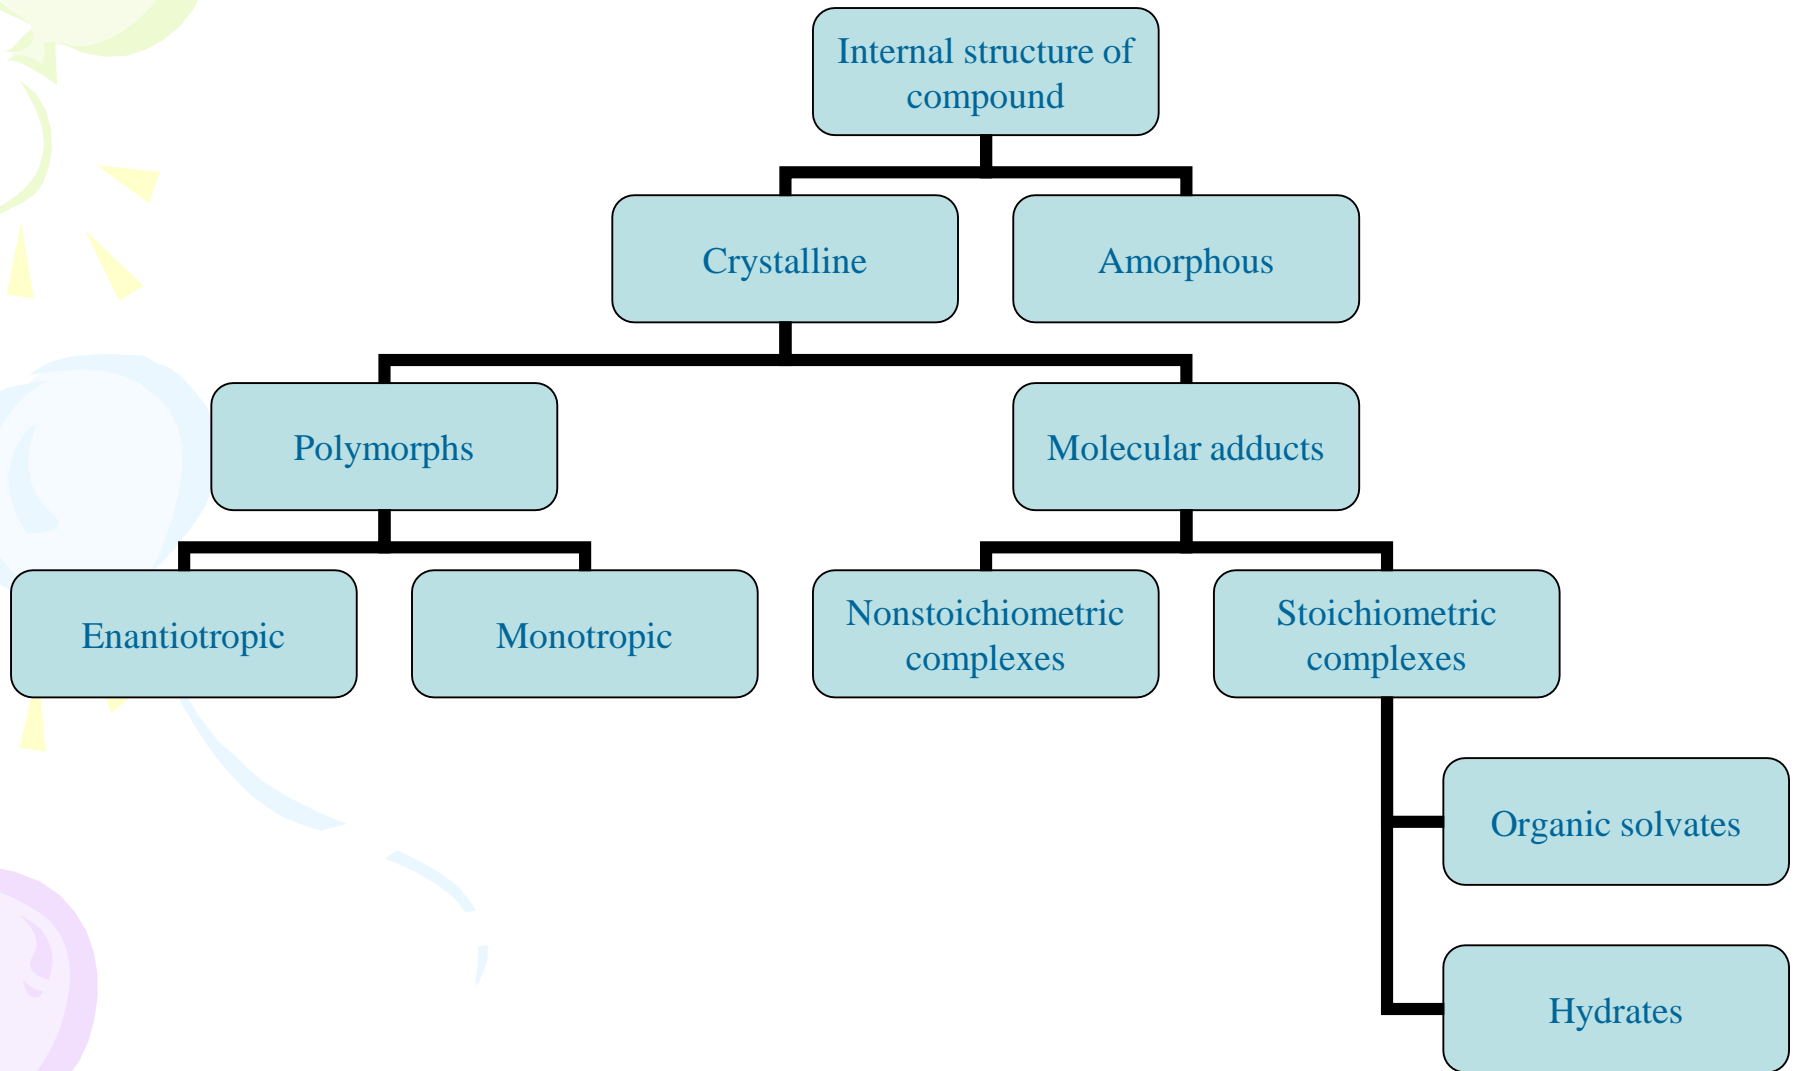 Internal structure of
compound
Crystalline
Amorphous
Polymorphs
Molecular adducts
Enantiotropic
Monotropic
Nonstoichiometric
complexes
Stoichiometric
complexes
Organic solvates
Hydrates